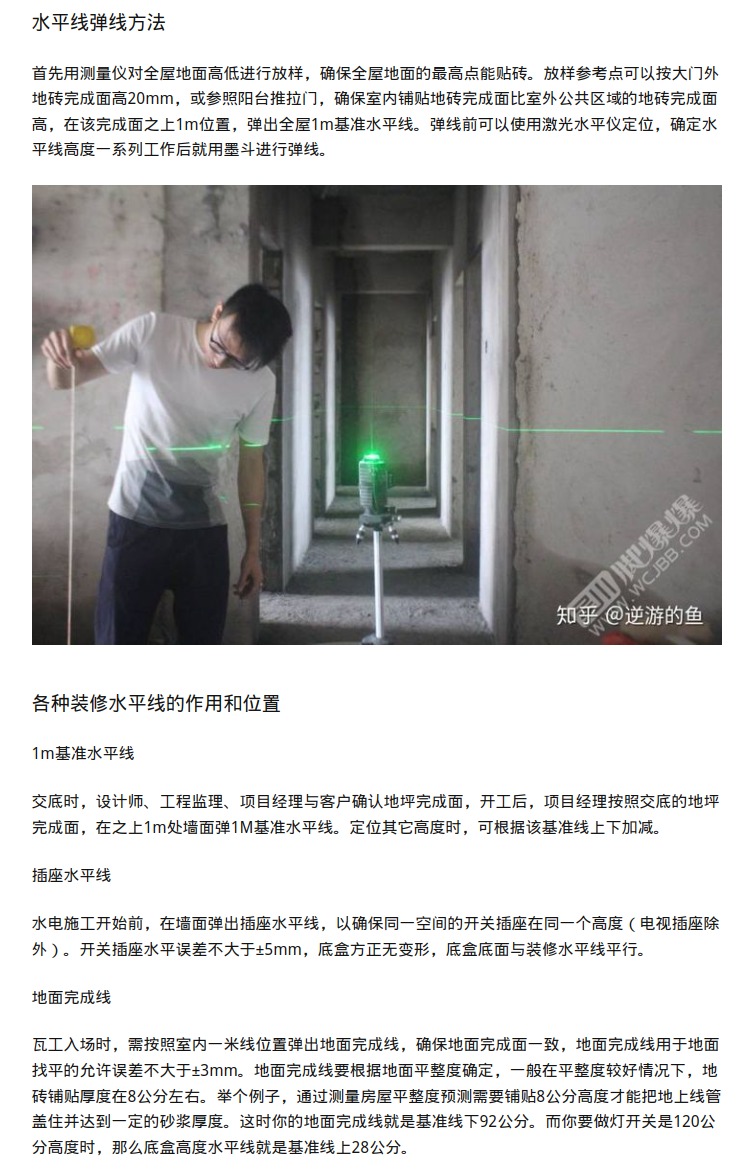 水平线弹线方法
首先用测量仪对全屋地面高低进行放样，确保全屋地面的最高点能贴砖。放样参考点可以按大门外
地砖完成面高20mm，或参照阳台推拉门，确保室内铺贴地砖完成面比室外公共区域的地砖完成面
高，在该完成面之上1m位置，弹出全屋1m基准水平线。弹线前可以使用激光水平仪定位，确定水
平线高度一系列工作后就用墨斗进行弹线。
WWW.WCJBB.COM
知乎 @逆游的鱼
各种装修水平线的作用和位置
1m基准水平线
交底时，设计师、工程监理、项目经理与客户确认地坪完成面，开工后，项目经理按照交底的地坪
完成面，在之上1m处墙面弹1M基准水平线。定位其它高度时，可根据该基准线上下加减。
插座水平线
水电施工开始前，在墙面弹出插座水平线，以确保同一空间的开关插座在同一个高度（电视插座除
外）。开关插座水平误差不大于±5mm，底盒方正无变形，底盒底面与装修水平线平行。
地面完成线
瓦工入场时，需按照室内一米线位置弹出地面完成线，确保地面完成面一致，地面完成线用于地面
找平的允许误差不大于±3mm。地面完成线要根据地面平整度确定，一般在平整度较好情况下，地
砖铺贴厚度在8公分左右。举个例子，通过测量房屋平整度预测需要铺贴8公分高度才能把地上线管
盖住并达到一定的砂浆厚度。这时你的地面完成线就是基准线下92公分。而你要做灯开关是120公
分高度时，那么底盒高度水平线就是基准线上28公分。